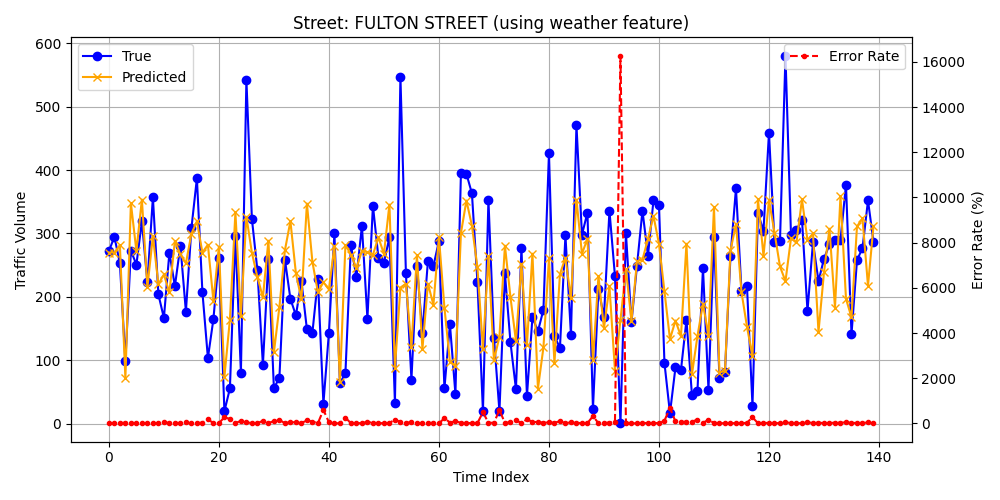 Street: FULTON STREET (using weather feature)
True
Predicted
Error Rate
Traffic Volume
600
500
400
300
200
100
0
16000
14000
12000
10000
8000
6000
4000
2000
0
Error Rate (%)
0 20 40 60 80 100 120 140
Time Index